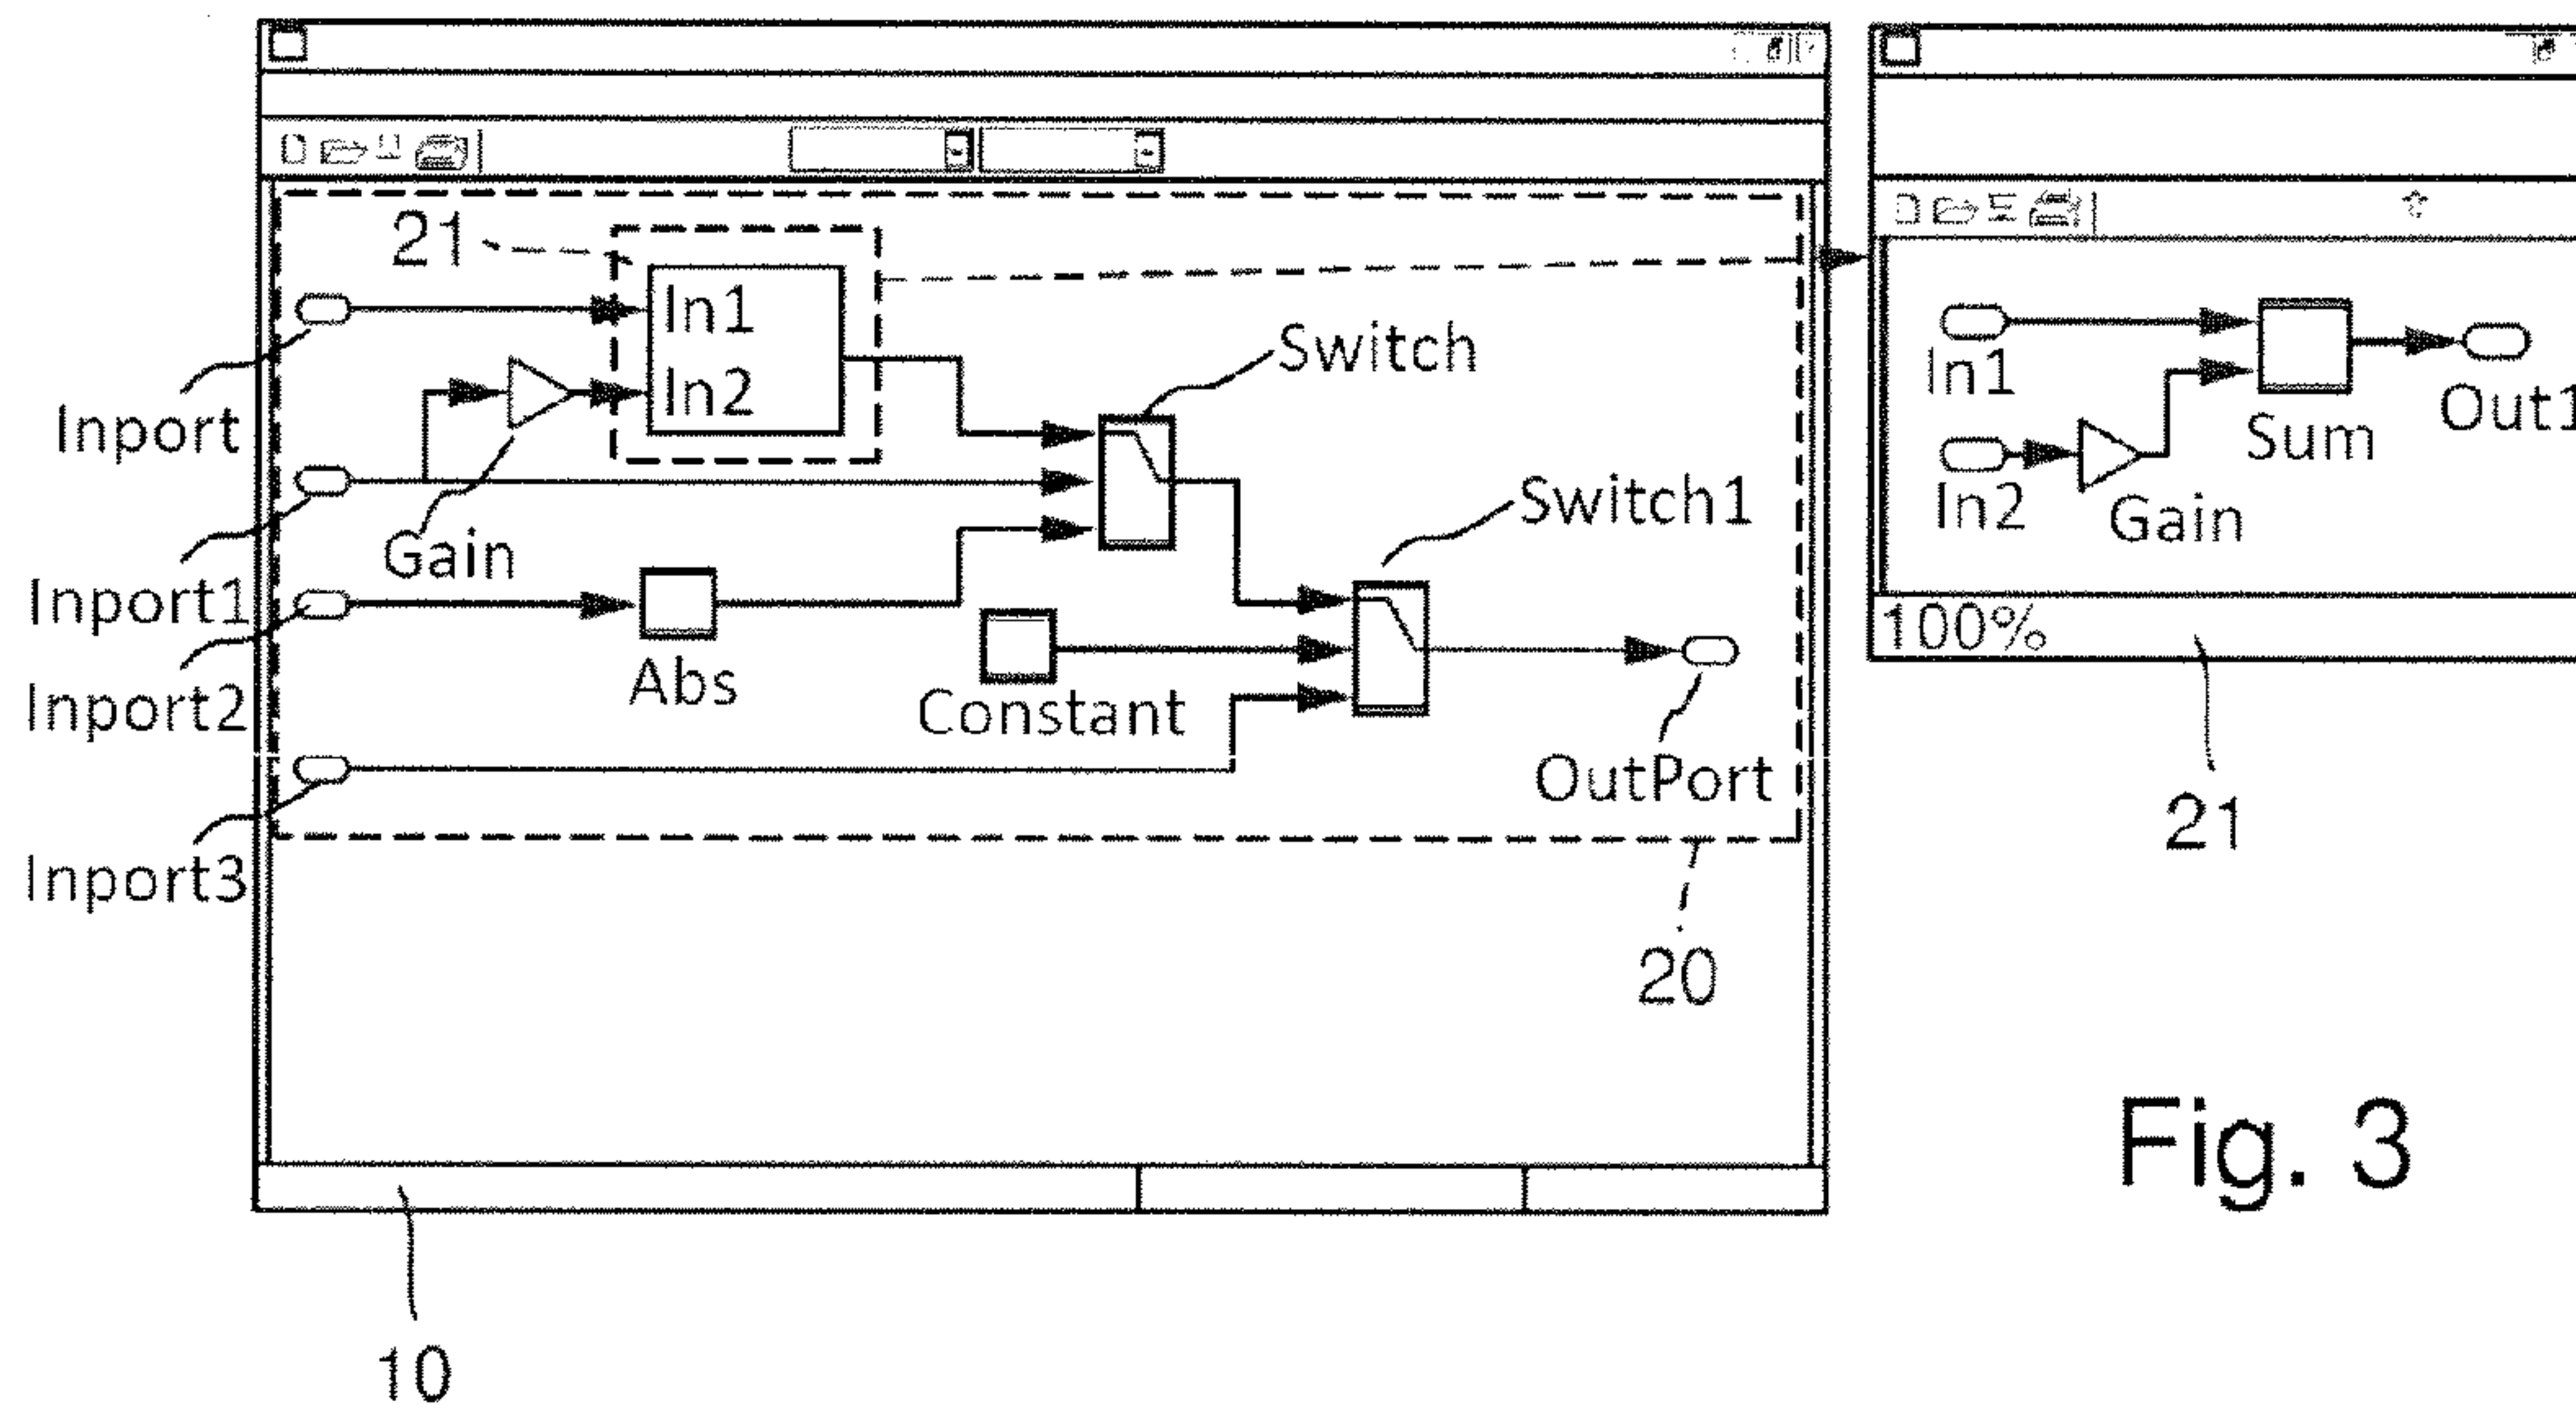 21
In1
In2
Switch
Inport
Gain
Switch1
Inport1
Abs
Constant
Inport2
OutPort
Inport3
20
10
In1
Sum
Out1
In2
Gain
100%
21
Fig. 3